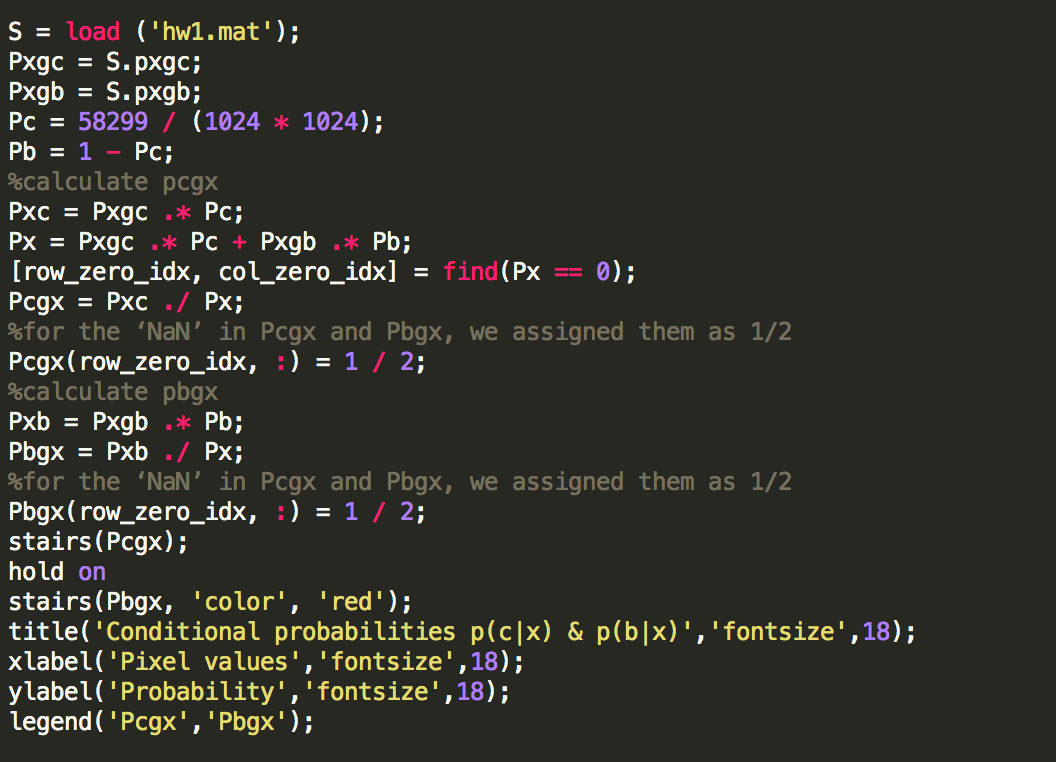 S = load ('hw1.mat');
Pxgc = S.pxgc;
Pxgb = S.pxgb;
Pc = 58299 / (1024 * 1024);
Pb = 1 - Pc;
%calculate pcgx
Pxc = Pxgc .* Pc;
Px = Pxgc .* Pc + Pxgb .* Pb;
[row_zero_idx, col_zero_idx] = find(Px == 0);
Pcgx = Pxc ./ Px;
%for the ‘NaN’ in Pcgx and Pbgx, we assigned them as 1/2
Pcgx(row_zero_idx, :) = 1 / 2;
%calculate pbgx
Pxb = Pxgb .* Pb;
Pbgx = Pxb ./ Px;
%for the ‘NaN’ in Pcgx and Pbgx, we assigned them as 1/2
Pbgx(row_zero_idx, :) = 1 / 2;
stairs(Pcgx);
hold on
stairs(Pbgx, 'color', 'red');
title('Conditional probabilities p(c|x) & p(b|x)','fontsize',18);
xlabel('Pixel values','fontsize',18);
ylabel('Probability','fontsize',18);
legend('Pcgx','Pbgx');